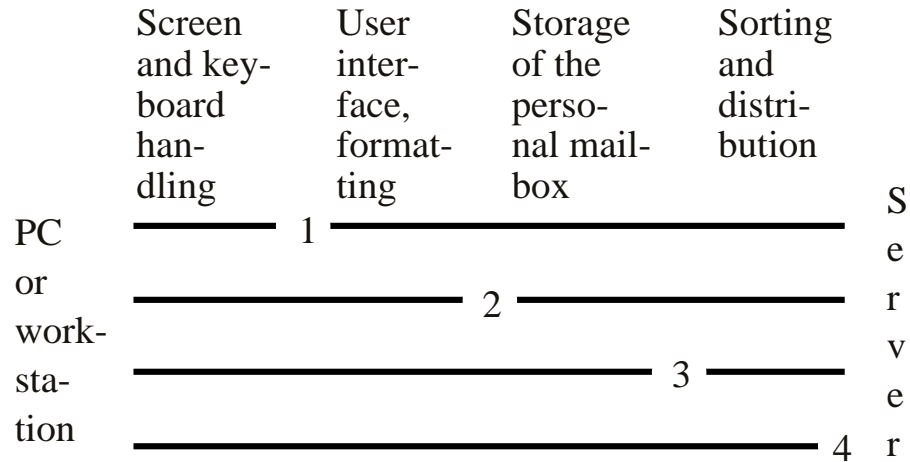 Screen
and key-
board
han-
dling
User
inter-
face,
format-
ting
Storage
of the
perso-
nal mail-
box
Sorting
and
distri-
bution
PC
or
work-
sta-
tion
1
2
3
4
S
e
r
v
e
r